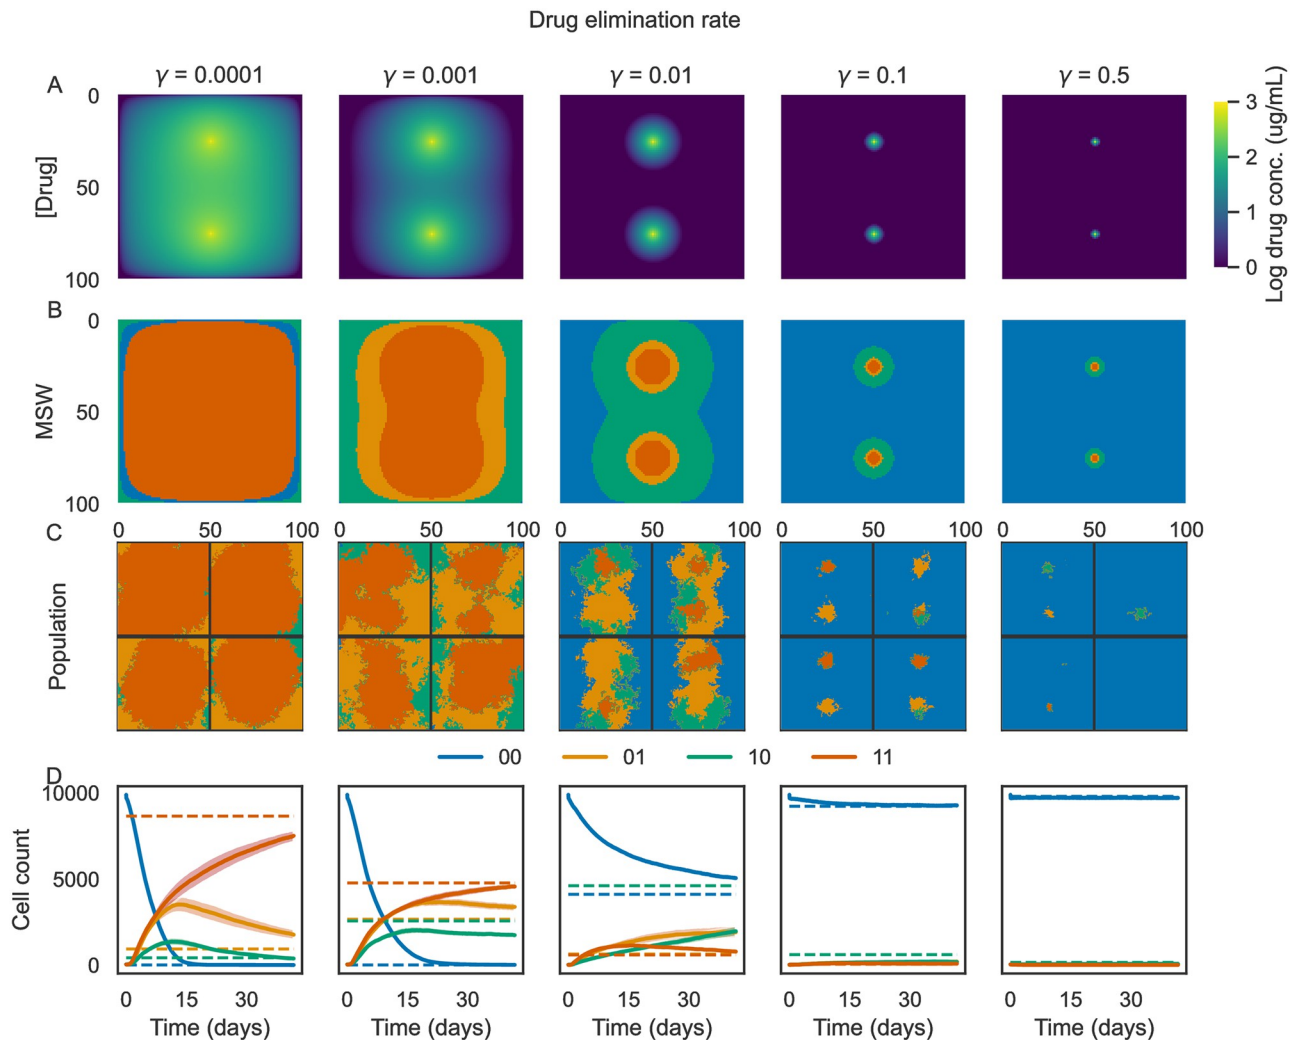 Drug elimination rate
γ = 0.0001 γ = 0.001 γ = 0.01 γ = 0.1 γ = 0.5
A
0
50
100
[Drug]
3
2
1
0
Log drug conc. (ug/mL)
B
0
50
100
MSW
C
0 50 100 0 50 100 0 50 100 0 50 100 0 50 100
Population
00 01 10 11
D
10000
5000
0
Cell count
0 15 30 0 15 30 0 15 30 0 15 30 0 15 30
Time (days) Time (days) Time (days) Time (days) Time (days)